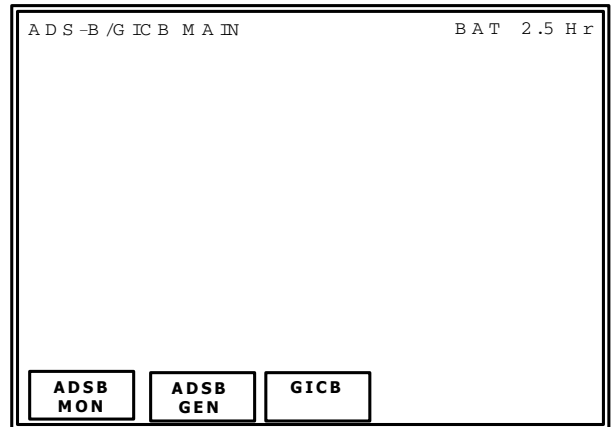 ADS-B/GICB MAIN BAT 2.5 Hr
ADSB MON
ADSB GEN
GICB